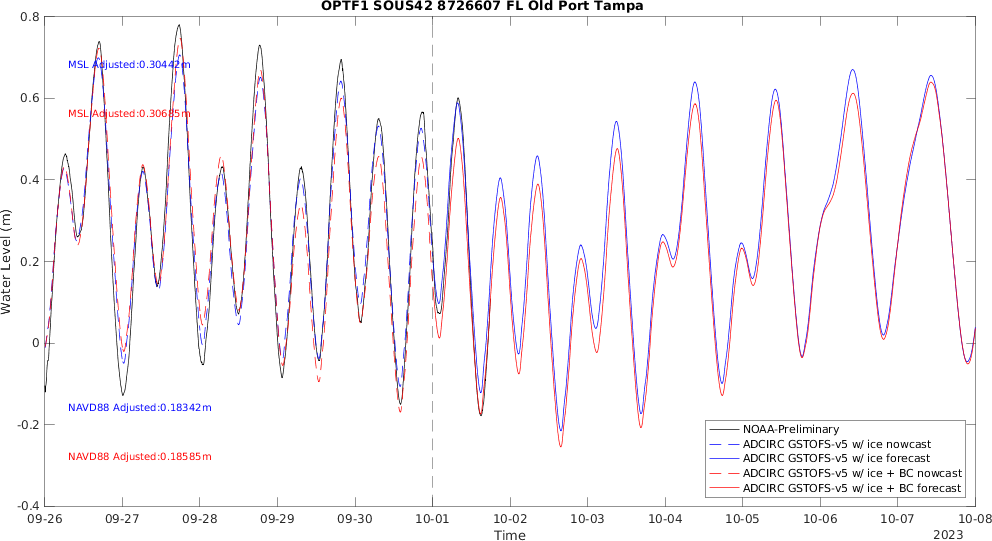 OPTF1 SOUS42 8726607 FL Old Port Tampa
0.8
0.6
0.4
0.2
0
-0.2
-0.4
Water Level (m)
MSL Adjusted:0.30442m
MSL Adjusted:0.30685m
NAVD88 Adjusted:0.18342m
NAVD88 Adjusted:0.18585m
NOAA-Preliminary
ADCIRC GSTOFS-v5 w/ ice nowcast
ADCIRC GSTOFS-v5 w/ ice forecast
ADCIRC GSTOFS-v5 w/ ice + BC nowcast
ADCIRC GSTOFS-v5 w/ ice + BC forecast
09-26 09-27 09-28 09-29 09-30 10-01 10-02 10-03 10-04 10-05 10-06 10-07 10-08
Time
2023